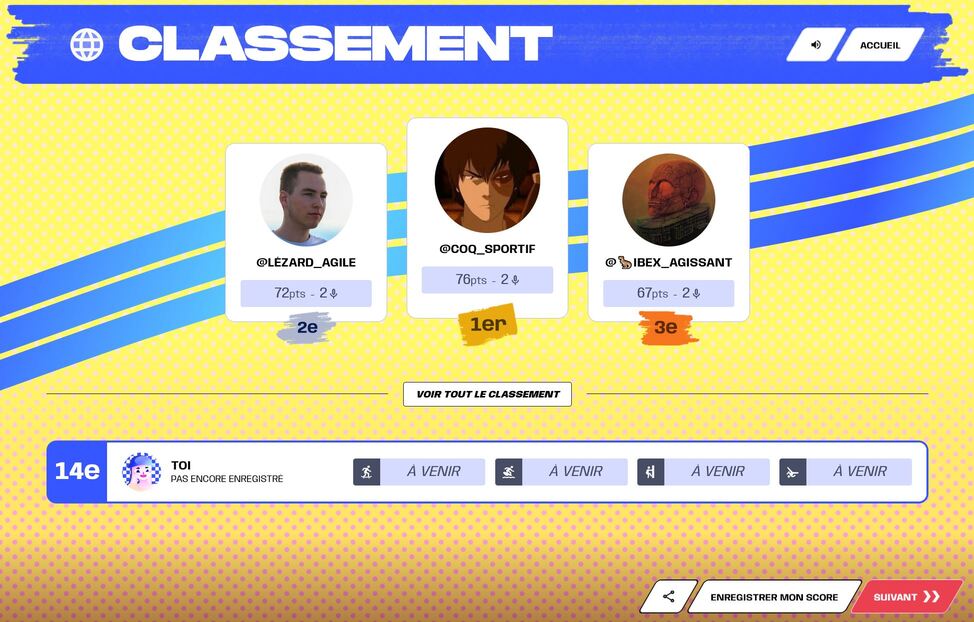 CLASSEMENT
ACCUEIL
@LÉZARD_AGILE
72pts - 2
2e
@COQ_SPORTIF
76pts - 2
1er
@🐆IBEX_AGISSANT
67pts - 2
3e
VOIR TOUT LE CLASSEMENT
14e
TOI
PAS ENCORE ENREGISTRÉ
À VENIR
À VENIR
À VENIR
À VENIR
ENREGISTRER MON SCORE
SUIVANT